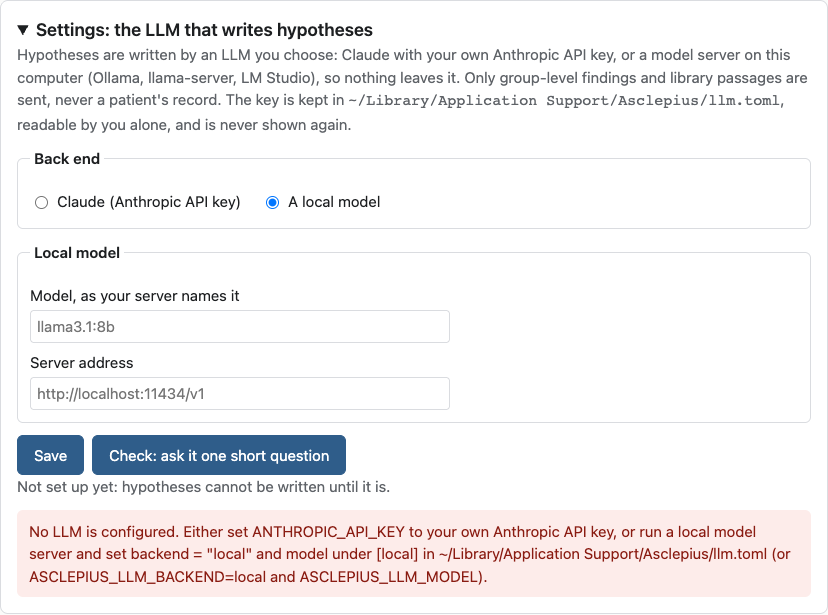 ▼ Settings: the LLM that writes hypotheses
Hypotheses are written by an LLM you choose: Claude with your own Anthropic API key, or a model server on this
computer (Ollama, llama-server, LM Studio), so nothing leaves it. Only group-level findings and library passages are
sent, never a patient's record. The key is kept in ~/Library/Application Support/Asclepius/llm.toml,
readable by you alone, and is never shown again.
Back end
Claude (Anthropic API key) A local model
Local model
Model, as your server names it
llama3.1:8b
Server address
http://localhost:11434/v1
Save Check: ask it one short question
Not set up yet: hypotheses cannot be written until it is.
No LLM is configured. Either set ANTHROPIC_API_KEY to your own Anthropic API key, or run a local model
server and set backend = "local" and model under [local] in ~/Library/Application Support/Asclepius/llm.toml (or
ASCLEPIUS_LLM_BACKEND=local and ASCLEPIUS_LLM_MODEL).